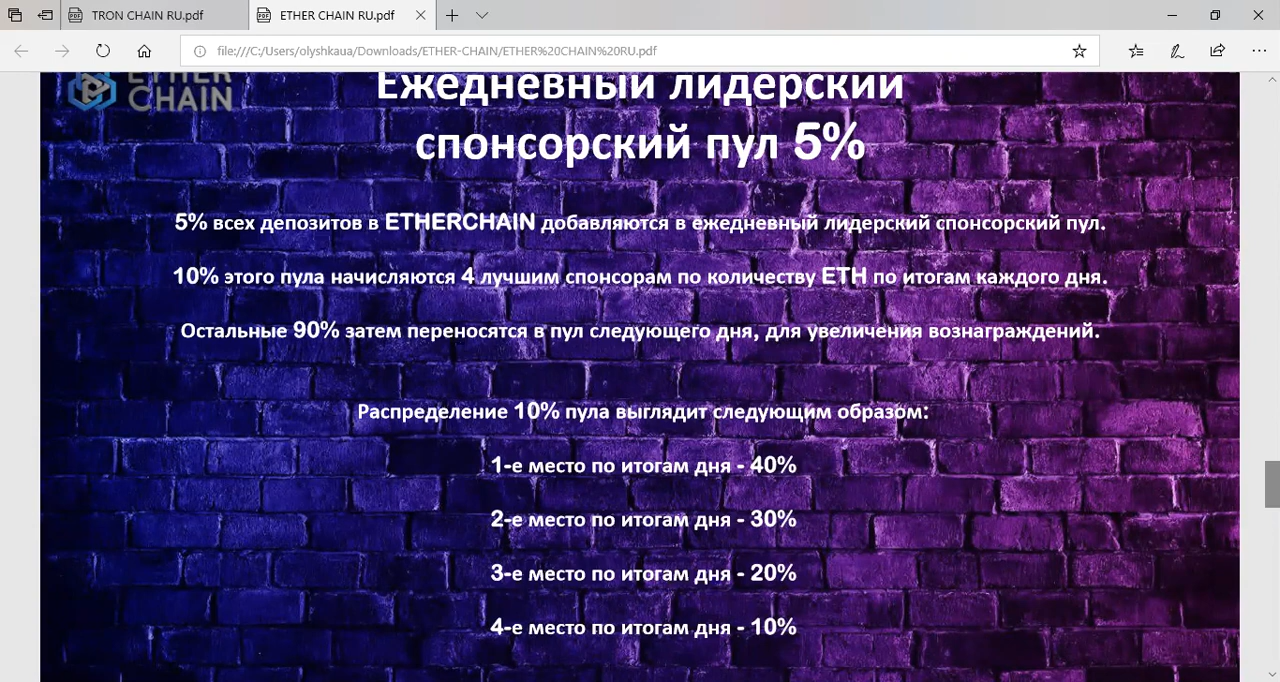 TRON CHAIN RU.pdf
ETHER CHAIN RU.pdf
file:///C:/Users/olyshkaua/Downloads/ETHER-CHAIN/ETHER%20CHAIN%20RU.pdf
ETHER
CHAIN
Ежедневный лидерский
спонсорский пул 5%
5% всех депозитов в ETHERCHAIN добавляются в ежедневный лидерский спонсорский пул.
10% этого пула начисляются 4 лучшим спонсорам по количеству ETH по итогам каждого дня.
Остальные 90% затем переносятся в пул следующего дня, для увеличения вознаграждений.
Распределение 10% пула выглядит следующим образом:
1-е место по итогам дня - 40%
2-е место по итогам дня - 30%
3-е место по итогам дня - 20%
4-е место по итогам дня - 10%